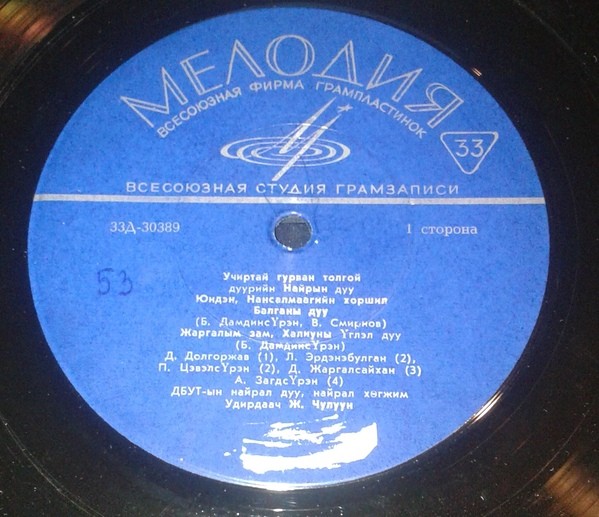 МЕЛОДИЯ
ВСЕСОЮЗНАЯ ФИРМА ГРАМПЛАСТИНОК
33
ВСЕСОЮЗНАЯ СТУДИЯ ГРАМЗАПИСИ
33Д-30389
1 сторона
53
Учиртай гурван толгой
дуурийн Найрын дуу
Юндэн, Нансалмаагийн хоршил
Балганы дуу
(Б. ДамдинсҮрэн, В. Смирнов)
Жаргалым зам, Халиуны Үглэл дуу
(Б. ДамдинсҮрэн)
Д. Долгоржав (1), Л. Эрдэнэбулган (2),
П. ЦэвэлсҮрэн (2), Д. Жаргалсайхан (3)
А. ЗагдсҮрэн (4)
ДБУТ-ын найрал дуу, найрал хөгжим
Удирдаач Ж. Чулуун